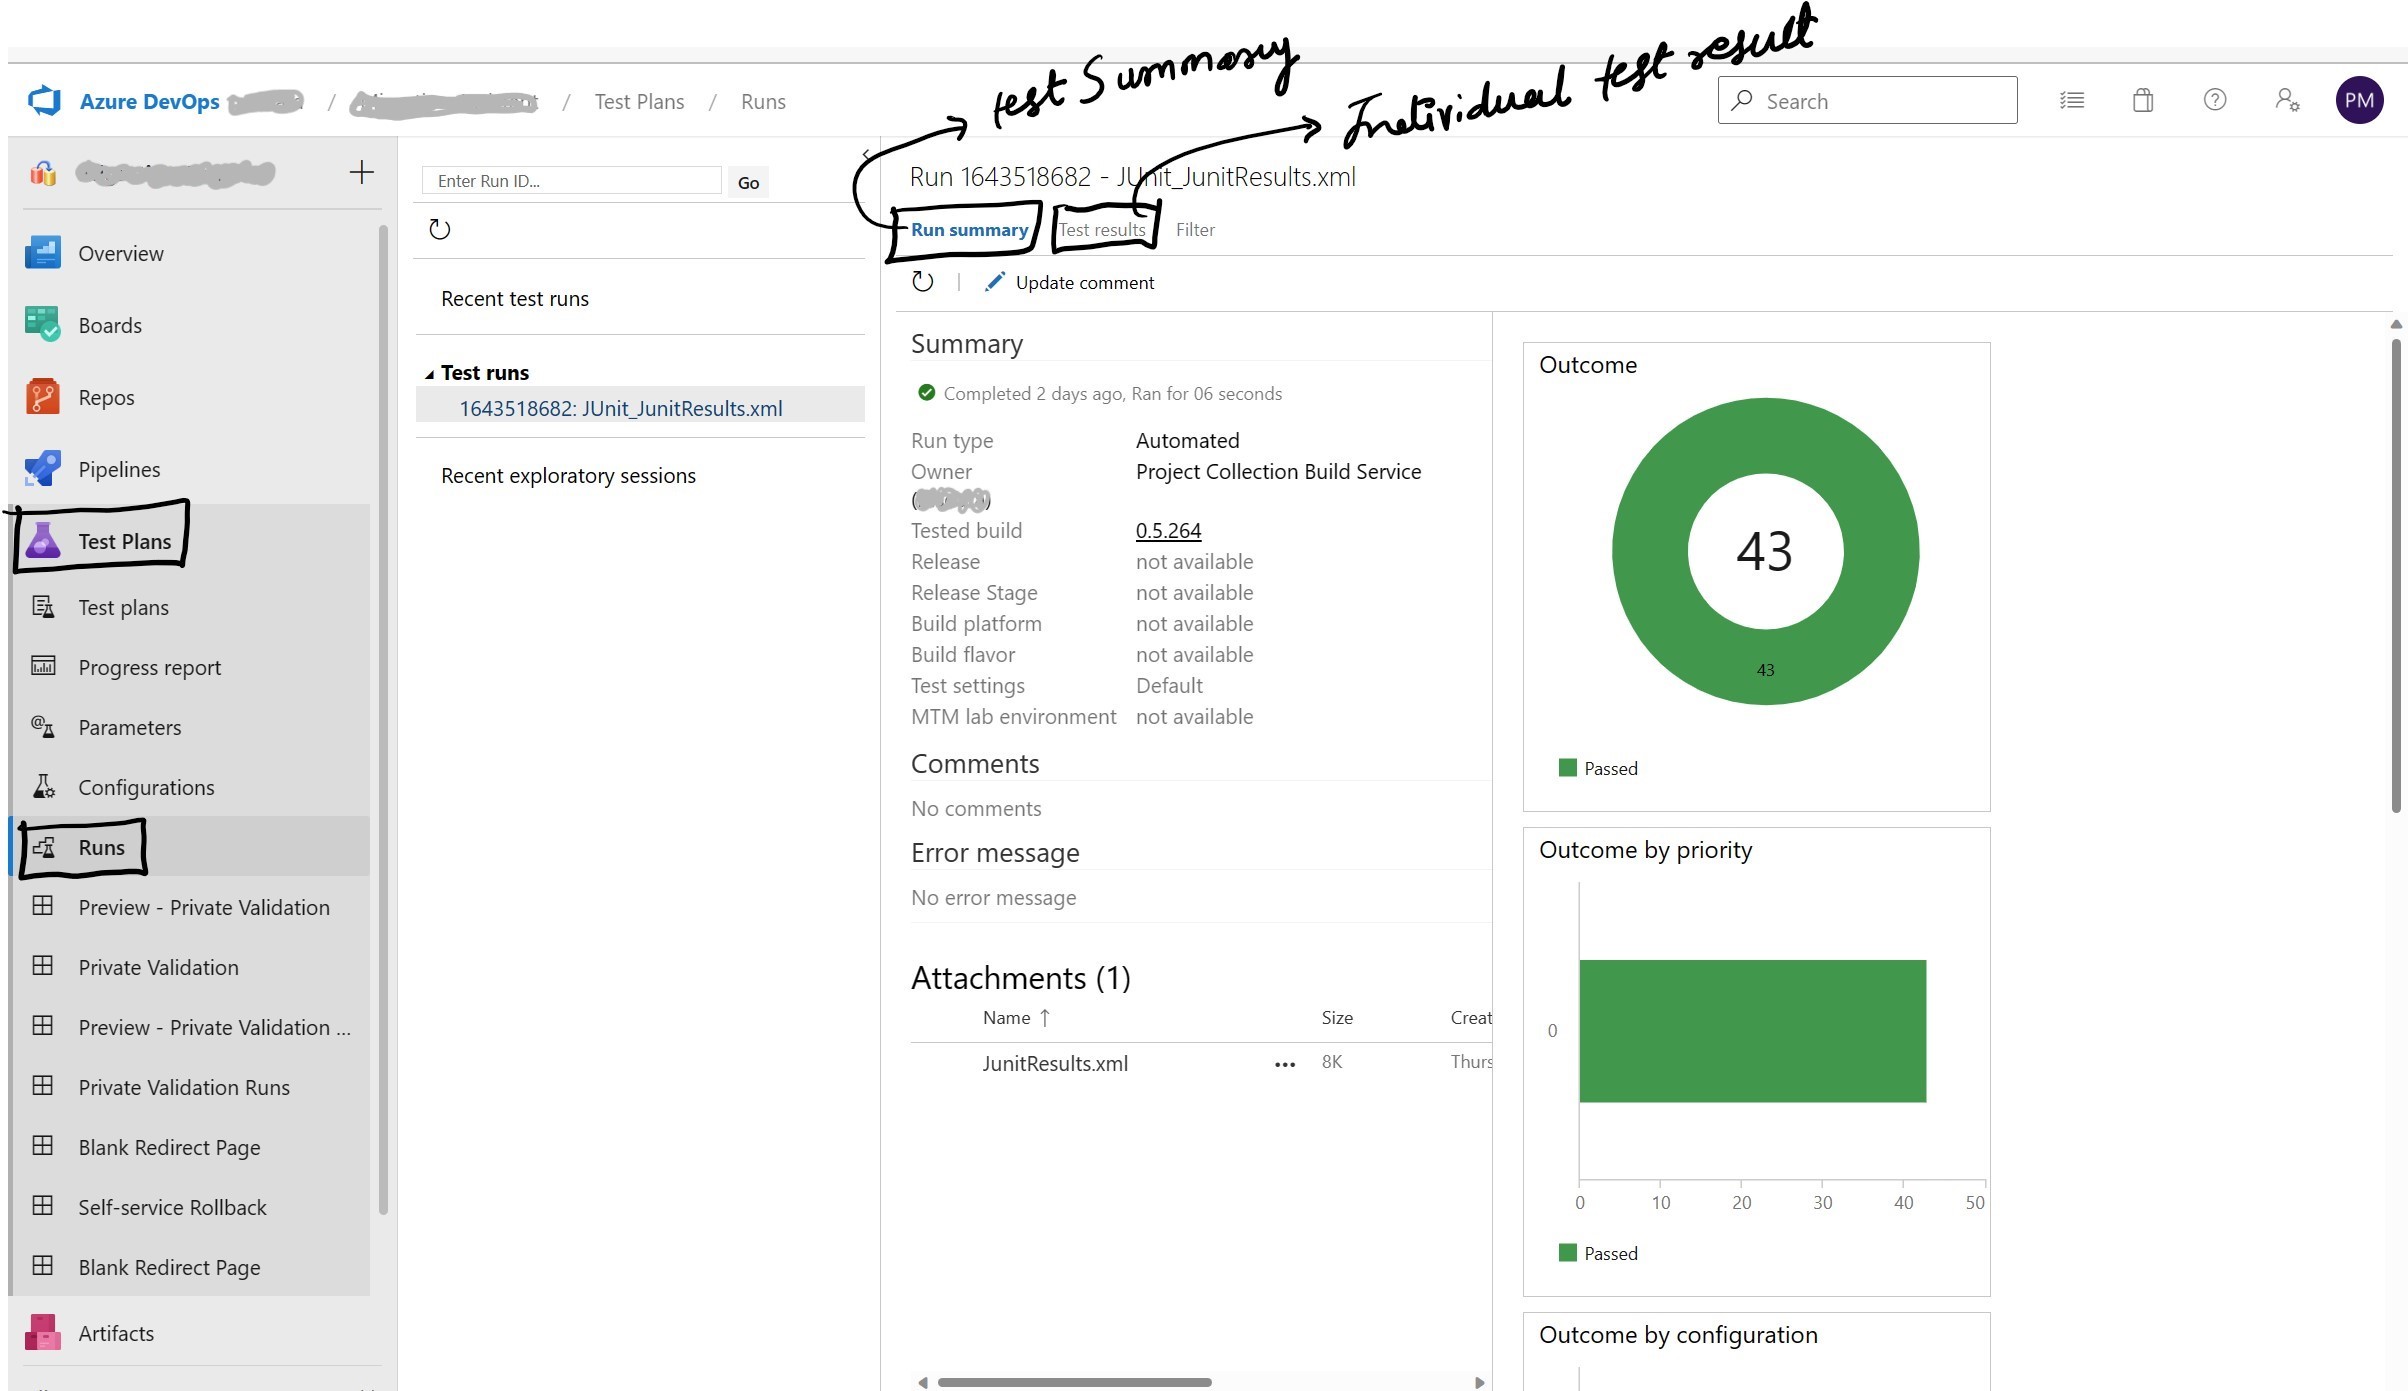 test Summary
Individual test result
Azure DevOps / / Test Plans / Runs
Search
PM
Overview
Boards
Repos
Pipelines
Test Plans
Test plans
Progress report
Parameters
Configurations
Runs
Preview - Private Validation
Private Validation
Preview - Private Validation ...
Private Validation Runs
Blank Redirect Page
Self-service Rollback
Blank Redirect Page
Artifacts
Enter Run ID...
Go
Recent test runs
Test runs
1643518682: JUnit_JunitResults.xml
Recent exploratory sessions
Run 1643518682 - JUnit_JunitResults.xml
Run summary Test results Filter
Update comment
Summary
Completed 2 days ago, Ran for 06 seconds
Run type Automated
Owner Project Collection Build Service
Tested build 0.5.264
Release not available
Release Stage not available
Build platform not available
Build flavor not available
Test settings Default
MTM lab environment not available
Comments
No comments
Error message
No error message
Attachments (1)
Name ↑ Size Creat
JunitResults.xml ... 8K Thurs
Outcome
43
43
Passed
Outcome by priority
0
0 10 20 30 40 50
Passed
Outcome by configuration